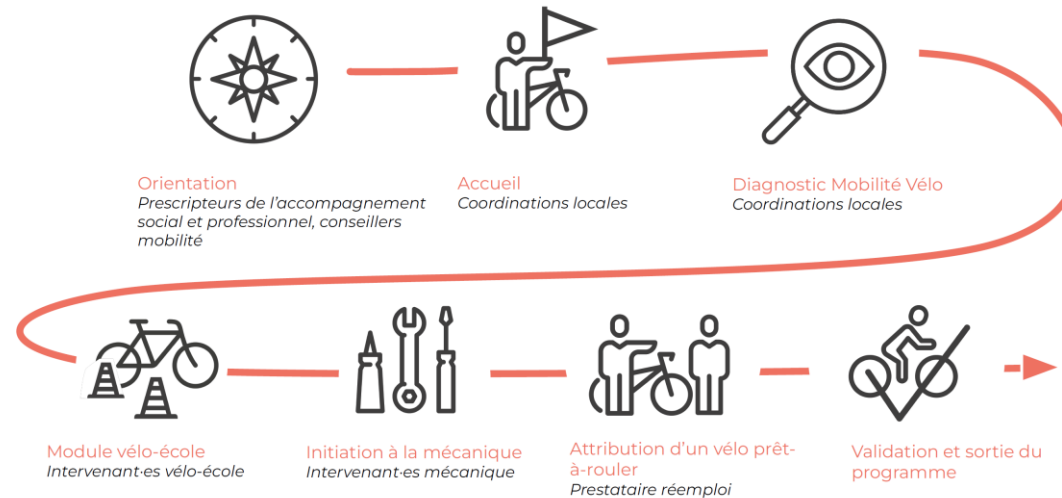 Orientation
Prescripteurs de l'accompagnement
social et professionnel, conseillers
mobilité
Accueil
Coordinations locales
Diagnostic Mobilité Vélo
Coordinations locales
Module vélo-école
Intervenant·es vélo-école
Initiation à la mécanique
Intervenant·es mécanique
Attribution d'un vélo prêt-
à-rouler
Prestataire réemploi
Validation et sortie du
programme